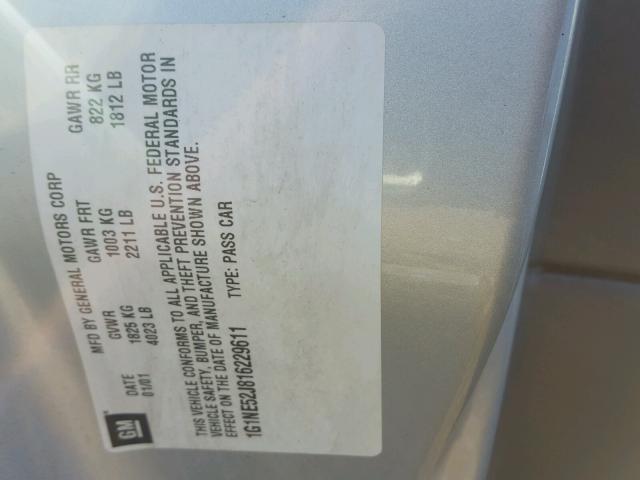 GM®
MFD BY GENERAL MOTORS CORP
DATE GVWR GAWR FRT GAWR RR
01/01 1825 KG 1003 KG 822 KG
4023 LB 2211 LB 1812 LB
THIS VEHICLE CONFORMS TO ALL APPLICABLE U.S. FEDERAL MOTOR
VEHICLE SAFETY, BUMPER, AND THEFT PREVENTION STANDARDS IN
EFFECT ON THE DATE OF MANUFACTURE SHOWN ABOVE.
1G1NE52J816229611 TYPE: PASS CAR